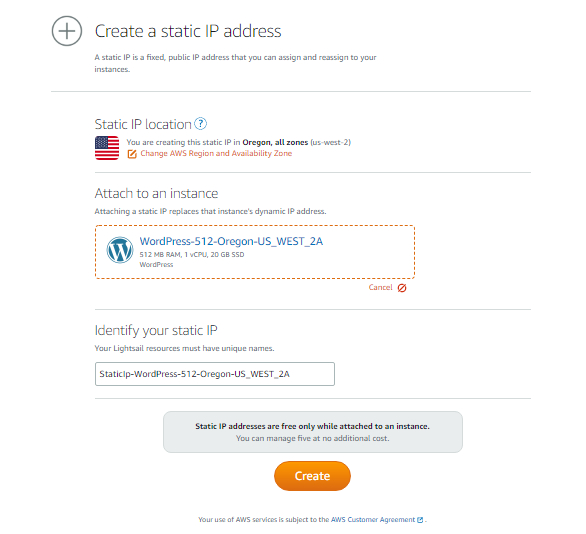 Create a static IP address
A static IP is a fixed, public IP address that you can assign and reassign to your
instances.
Static IP location ?
You are creating this static IP in Oregon, all zones (us-west-2)
Change AWS Region and Availability Zone
Attach to an instance
Attaching a static IP replaces that instance's dynamic IP address.
WordPress-512-Oregon-US_WEST_2A
512 MB RAM, 1 vCPU, 20 GB SSD
WordPress
Cancel
Identify your static IP
Your Lightsail resources must have unique names.
StaticIp-WordPress-512-Oregon-US_WEST_2A
Static IP addresses are free only while attached to an instance.
You can manage five at no additional cost.
Create
Your use of AWS services is subject to the AWS Customer Agreement .